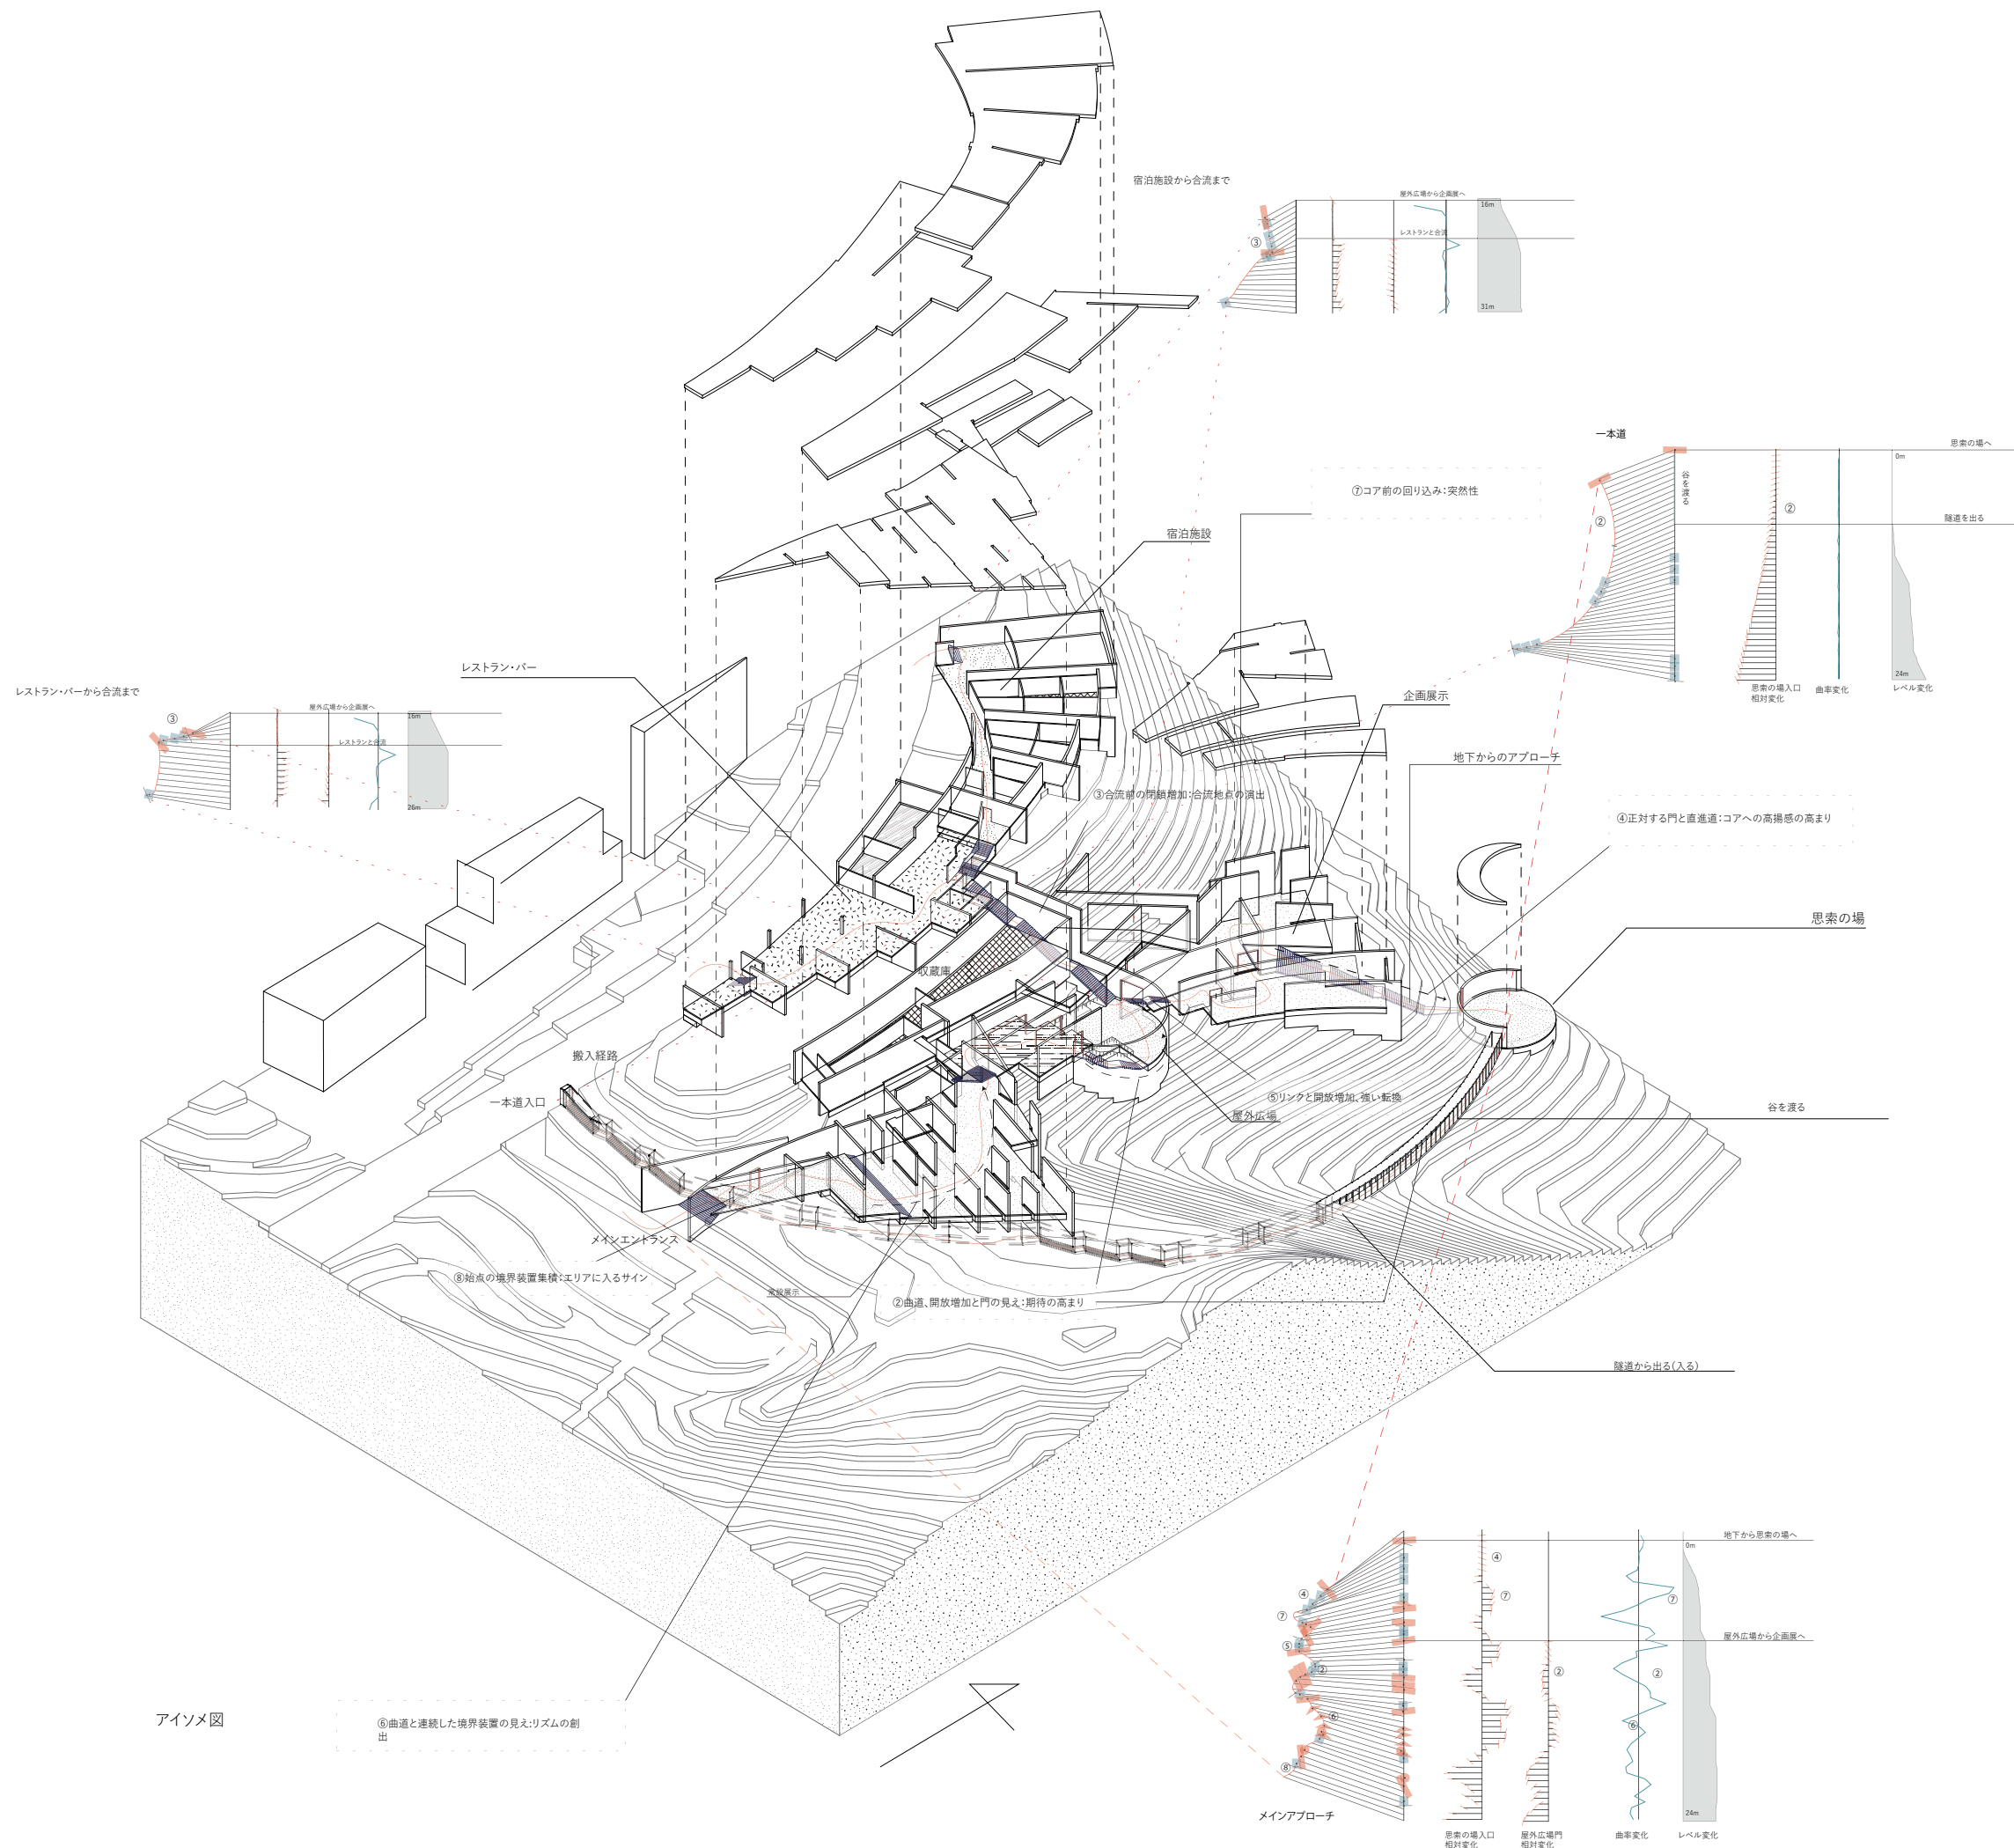 宿泊施設から合流まで
屋外広場から企画展へ
16m
③
レストランと合流
31m
一本道
思索の場へ
0m
谷を渡る
②
②
隧道を出る
24m
思索の場入口
相対変化
曲率変化
レベル変化
⑦コア前の回り込み：突然性
宿泊施設
レストラン・バー
レストラン・バーから合流まで
屋外広場から企画展へ
16m
③
レストランと合流
26m
企画展示
地下からのアプローチ
③合流前の閉鎖増加：合流地点の演出
④正対する門と直進道：コアへの高揚感の高まり
思索の場
収蔵庫
搬入経路
一本道入口
⑤リンクと開放増加、強い転換
屋外広場
谷を渡る
メインエントランス
⑧始点の境界装置集積：エリアに入るサイン
常設展示
②曲道、開放増加と門の見え：期待の高まり
隧道から出る(入る)
アイソメ図
⑥曲道と連続した境界装置の見え：リズムの創
出
地下から思索の場へ
0m
④
④
⑦
⑦
⑦
屋外広場から企画展へ
⑤
②
②
②
⑥
⑥
⑧
24m
メインアプローチ
思索の場入口
相対変化
屋外広場門
相対変化
曲率変化
レベル変化